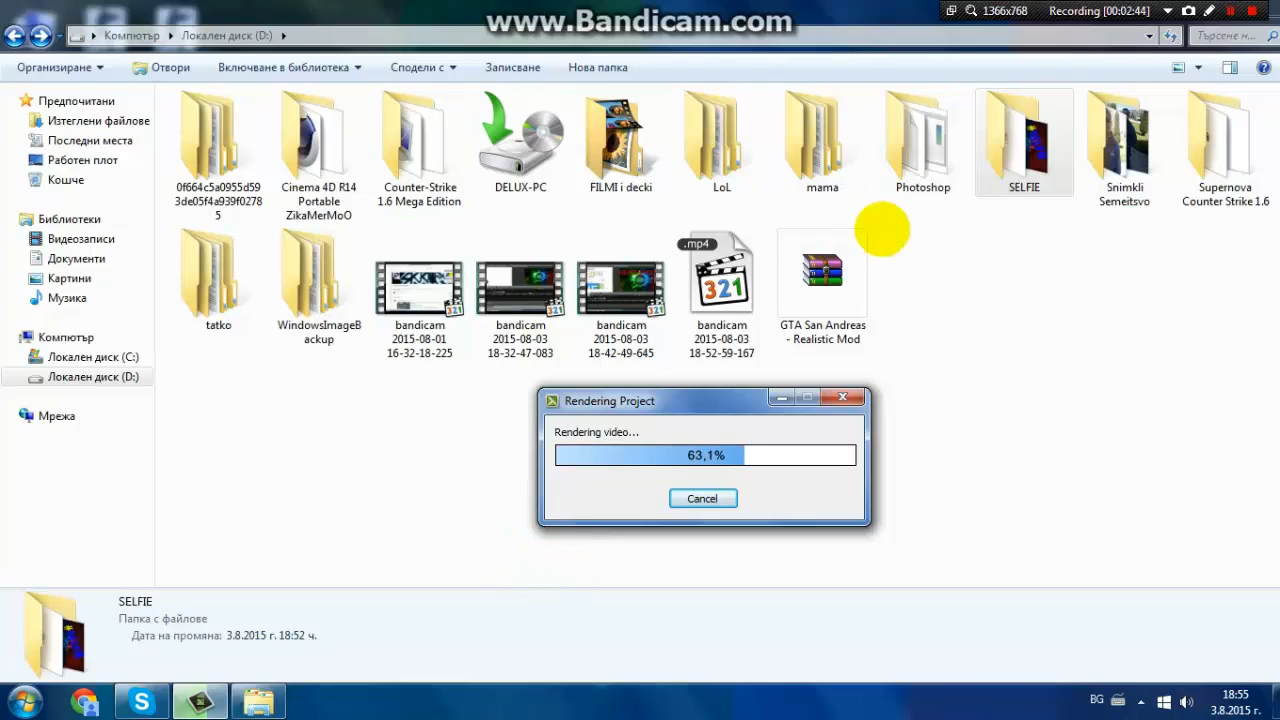 www.Bandicam.com
1366x768
Recording [00:02:44]
Компютър
Локален диск (D:)
Търсене н...
Организиране
Отвори
Включване в библиотека
Сподели с
Записване
Нова папка
Предпочитани
Изтеглени файлове
Последни места
Работен плот
Кошче
Библиотеки
Видеозаписи
Документи
Картини
Музика
Компютър
Локален диск (C:)
Локален диск (D:)
Мрежа
0f664c5a0955d59
3de05f4a939f0278
5
Cinema 4D R14
Portable
ZikaMerMoO
Counter-Strike
1.6 Mega Edition
DELUX-PC
FILMI i decki
LoL
mama
Photoshop
SELFIE
Snimkli
Semeitsvo
Supernova
Counter Strike 1.6
tatko
WindowsImageB
ackup
bandicam
2015-08-01
16-32-18-225
bandicam
2015-08-03
18-32-47-083
bandicam
2015-08-03
18-42-49-645
.mp4
321
bandicam
2015-08-03
18-52-59-167
GTA San Andreas
- Realistic Mod
Rendering Project
Rendering video...
63,1%
Cancel
SELFIE
Папка с файлове
Дата на промяна: 3.8.2015 г. 18:52 ч.
BG
18:55
3.8.2015 г.